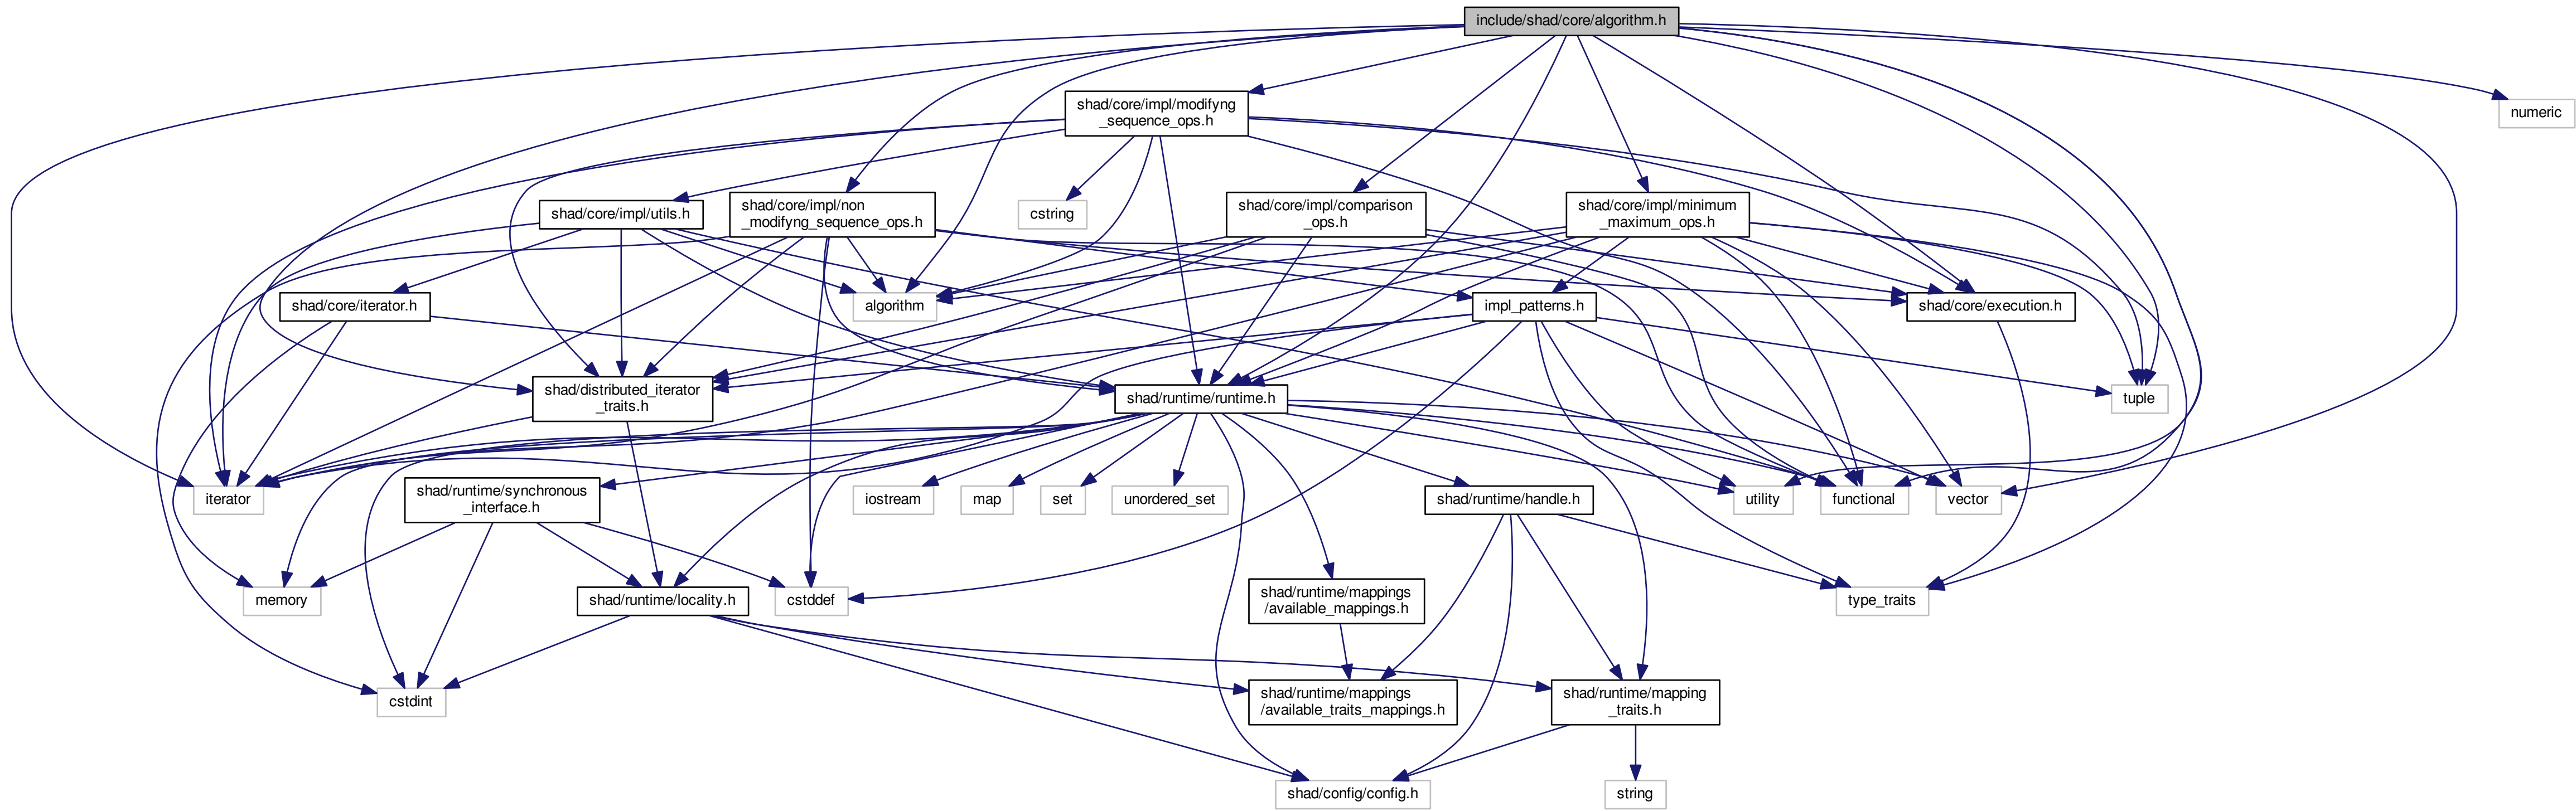 include/shad/core/algorithm.h
numeric
shad/core/impl/modifyng
_sequence_ops.h
shad/core/impl/utils.h
shad/core/impl/non
_modifyng_sequence_ops.h
cstring
shad/core/impl/comparison
_ops.h
shad/core/impl/minimum
_maximum_ops.h
shad/core/iterator.h
algorithm
impl_patterns.h
shad/core/execution.h
shad/distributed_iterator
_traits.h
shad/runtime/runtime.h
tuple
iterator
shad/runtime/synchronous
_interface.h
iostream
map
set
unordered_set
shad/runtime/handle.h
utility
functional
vector
memory
shad/runtime/locality.h
cstddef
shad/runtime/mappings
/available_mappings.h
type_traits
cstdint
shad/runtime/mappings
/available_traits_mappings.h
shad/runtime/mapping
_traits.h
shad/config/config.h
string